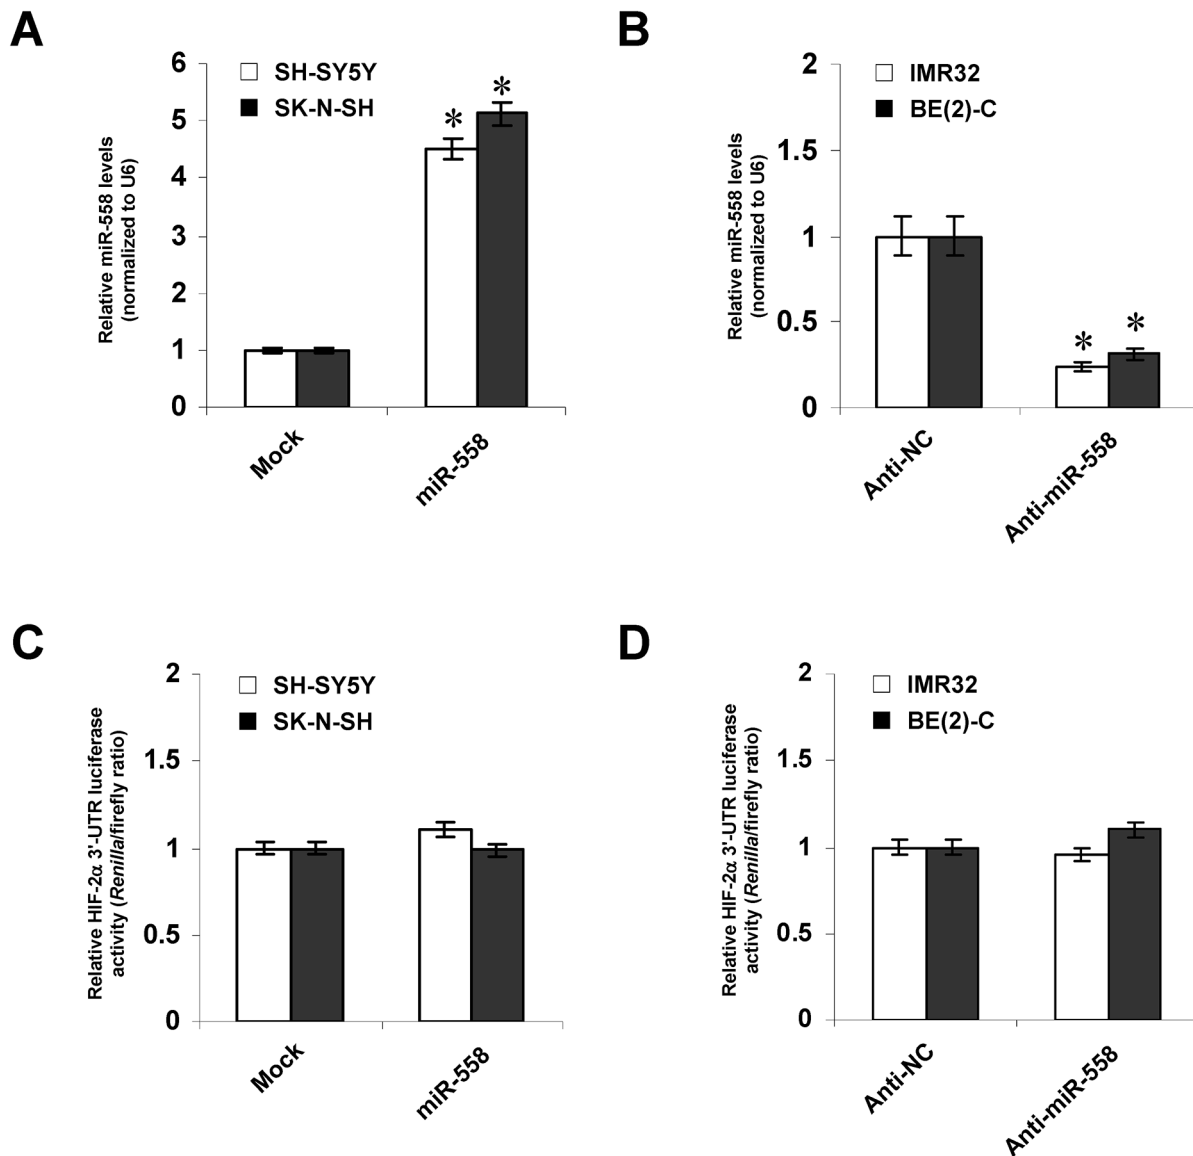 A
Relative miR-558 levels
(normalized to U6)
6
5
4
3
2
1
0
SH-SY5Y
SK-N-SH
*
*
Mock
miR-558
B
Relative miR-558 levels
(normalized to U6)
2
1.5
1
0.5
0
IMR32
BE(2)-C
*
*
Anti-NC
Anti-miR-558
C
Relative HIF-2α 3'-UTR luciferase
activity (Renilla/firefly ratio)
2
1.5
1
0.5
0
SH-SY5Y
SK-N-SH
Mock
miR-558
D
Relative HIF-2α 3'-UTR luciferase
activity (Renilla/firefly ratio)
2
1.5
1
0.5
0
IMR32
BE(2)-C
Anti-NC
Anti-miR-558